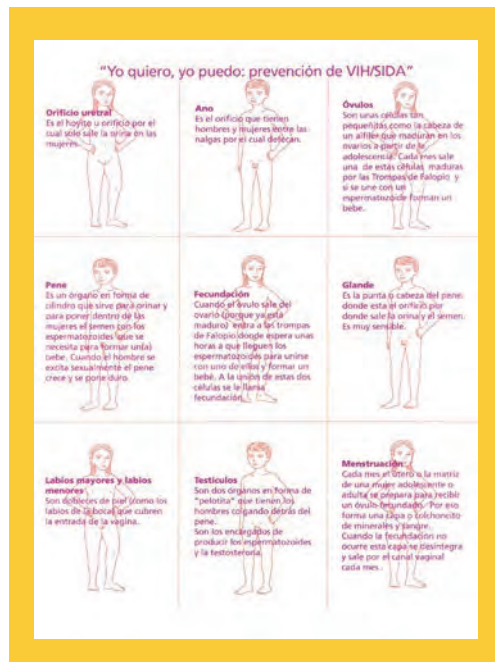 "Yo quiero, yo puedo: prevención de VIH/SIDA"
Orificio uretral
Es el hoyito u orificio por el
cual solo sale la orina en las
mujeres.
Ano
Es el orificio que tienen
hombres y mujeres entre las
nalgas por el cual defecan.
Óvulos
Son unas células tan
pequeñitas como la cabeza de
un alfiler que maduran en los
ovarios a partir de la
adolescencia. Cada mes sale
una de estas células maduras
por las Trompas de Falopio y
si se une con un
espermatozoide forman un
bebe.
Pene
Es un órgano en forma de
cilindro que sirve para orinar y
para poner dentro de las
mujeres el semen con los
espermatozoides que se
necesita para formar un(a)
bebe. Cuando el hombre se
excita sexualmente el pene
crece y se pone duro.
Fecundación
Cuando el óvulo sale del
ovario (porque ya está
maduro) entra a las trompas
de Falopio donde espera unas
horas a que lleguen los
espermatozoides para unirse
con uno de ellos y formar un
bebé. A la unión de estas dos
células se le llama
fecundación.
Glande
Es la punta o cabeza del pene,
donde esta el orificio por
donde sale la orina y el semen.
Es muy sensible.
Labios mayores y labios
menores
Son dobleces de piel (como los
labios de la boca) que cubren
la entrada de la vagina.
Testículos
Son dos órganos en forma de
"pelotita" que tienen los
hombres colgando detrás del
pene.
Son los encargados de
producir los espermatozoides
y la testosterona.
Menstruación
Cada mes el útero o la matriz
de una mujer adolescente o
adulta se prepara para recibir
un óvulo fecundado. Por eso
forma una capa o colchoncito
de minerales y sangre.
Cuando la fecundación no
ocurre esta capa se desintegra
y sale por el canal vaginal
cada mes.